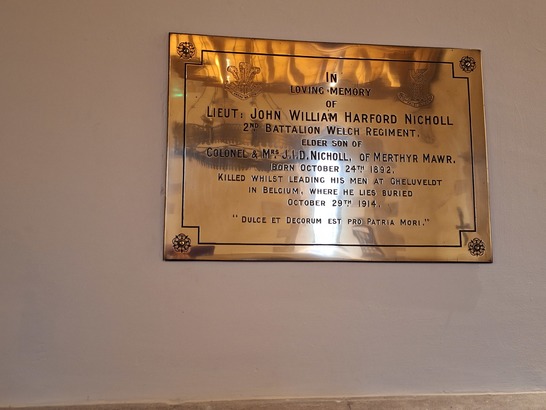 IN
LOVING MEMORY
OF
LIEUT: JOHN WILLIAM HARFORD NICHOLL
2ND BATTALION WELCH REGIMENT.
ELDER SON OF
COLONEL & MRS J.I.D. NICHOLL, OF MERTHYR MAWR.
BORN OCTOBER 24TH 1892.
KILLED WHILST LEADING HIS MEN AT GHELUVELDT
IN BELGIUM, WHERE HE LIES BURIED
OCTOBER 29TH 1914.
"DULCE ET DECORUM EST PRO PATRIA MORI."